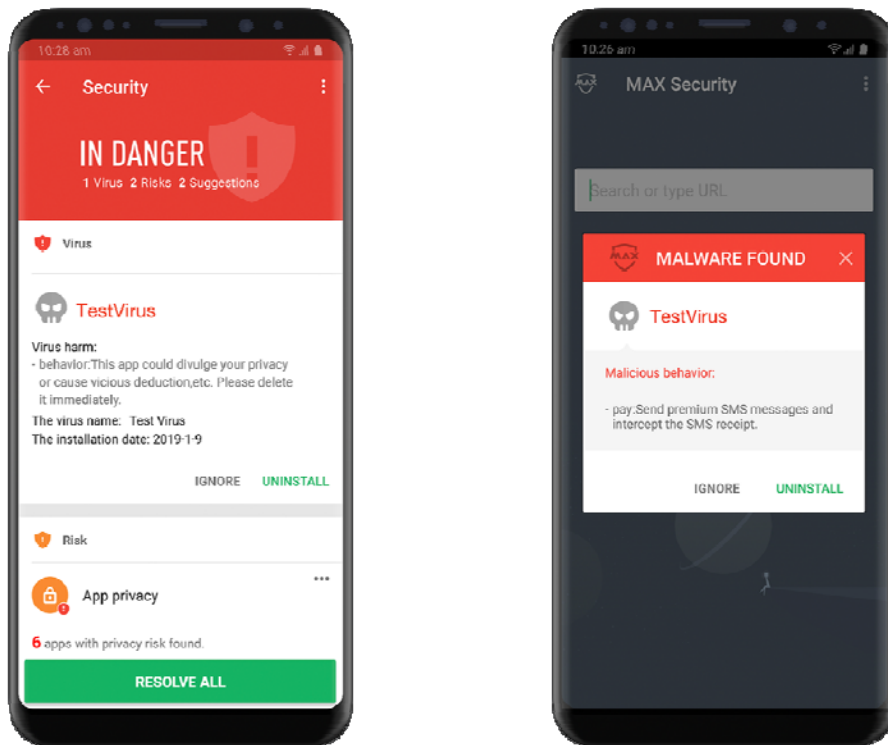 10:28 am
Security
IN DANGER
1 Virus 2 Risks 2 Suggestions
Virus
TestVirus
Virus harm:
- behavior:This app could divulge your privacy
or cause vicious deduction,etc. Please delete
it immediately.
The virus name: Test Virus
The installation date: 2019-1-9
IGNORE UNINSTALL
Risk
App privacy
6 apps with privacy risk found.
RESOLVE ALL
10:26 am
MAX Security
Search or type URL
MAX
MALWARE FOUND
TestVirus
Malicious behavior:
- pay:Send premium SMS messages and
intercept the SMS receipt.
IGNORE UNINSTALL